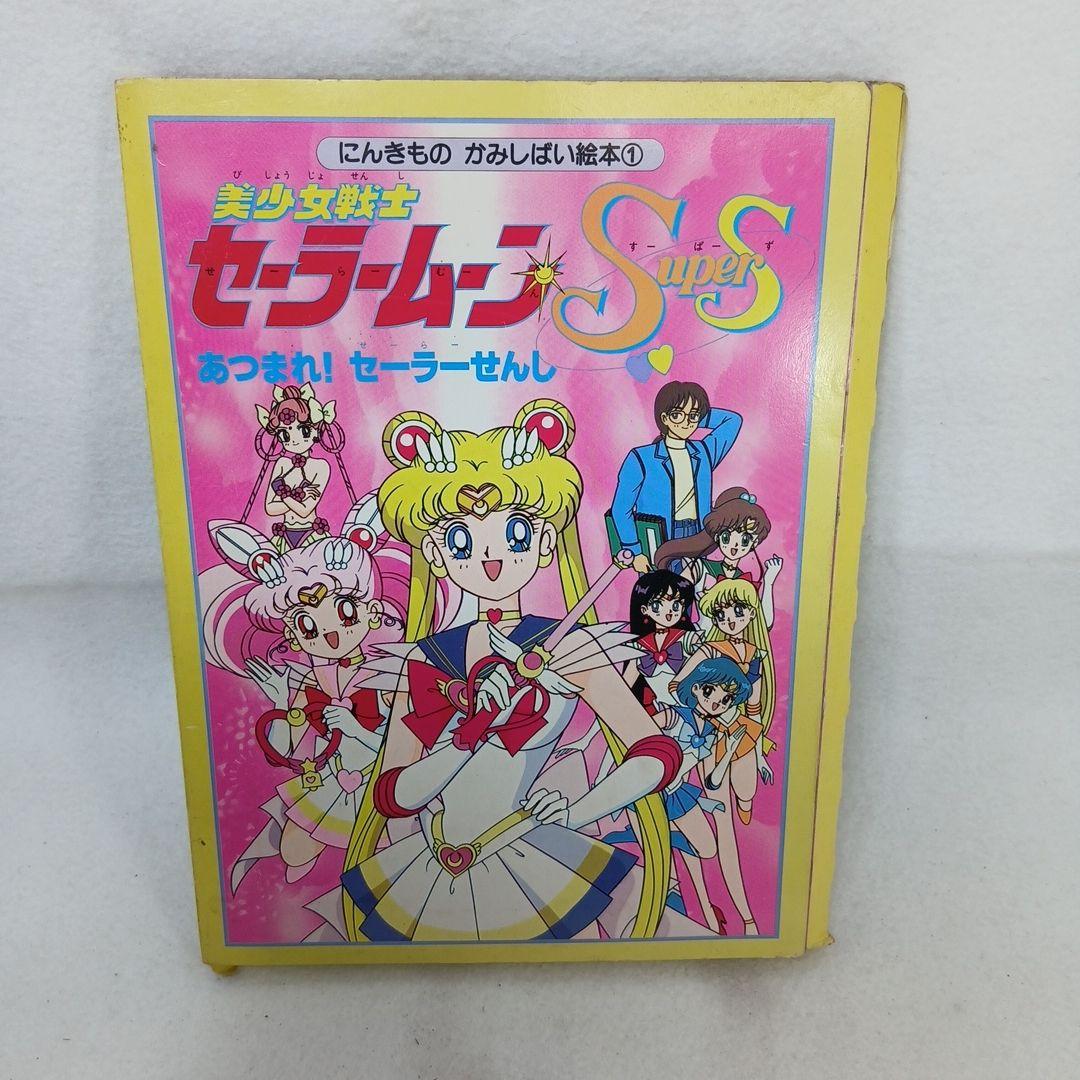 にんきもの かみしばい絵本①
び しょう じょ せん し
美少女戦士
セーラームーン SuperS
せーらーむーん すーぱーず
せーらー
あつまれ! セーラーせんし